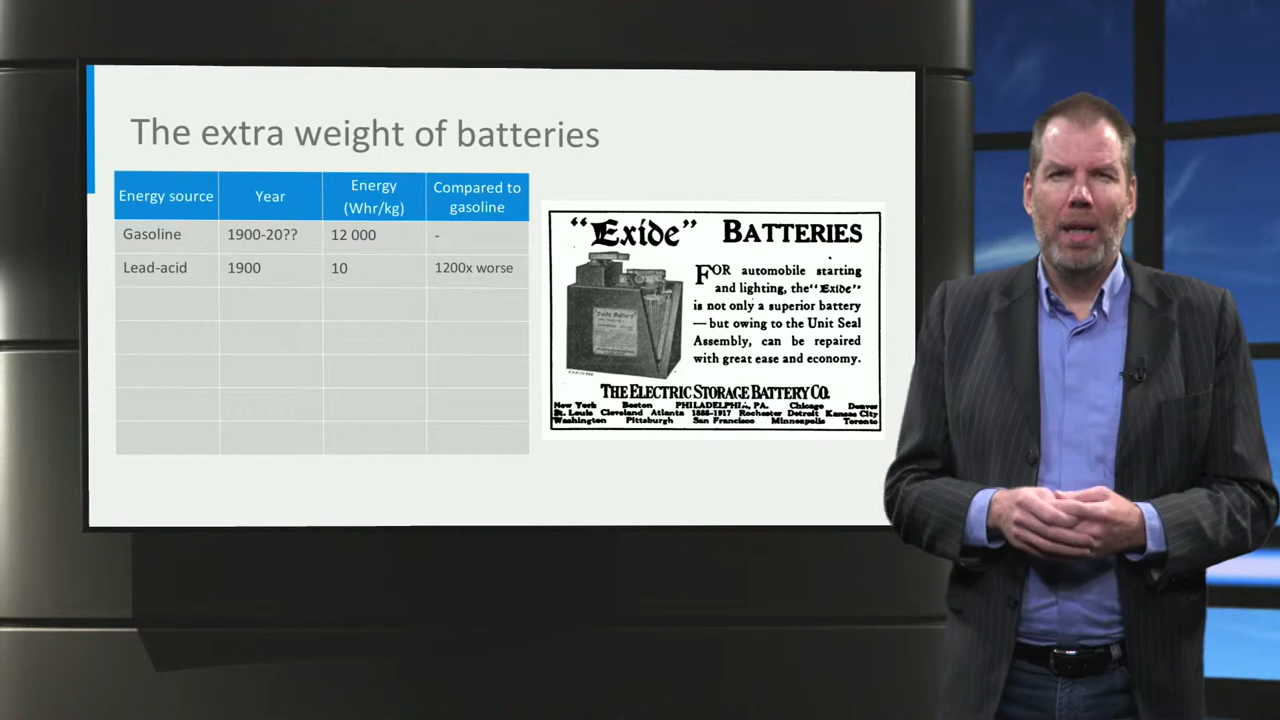 The extra weight of batteries
Energy source Year Energy (Whr/kg) Compared to gasoline
Gasoline 1900-20?? 12 000 -
Lead-acid 1900 10 1200x worse
"Exide" BATTERIES
FOR automobile starting
and lighting, the "Exide"
is not only a superior battery
—but owing to the Unit Seal
Assembly, can be repaired
with great ease and economy.
THE ELECTRIC STORAGE BATTERY CO.
New York Boston PHILADELPHIA, PA. Chicago Denver
St. Louis Cleveland Atlanta 1888-1917 Rochester Detroit Kansas City
Washington Pittsburgh San Francisco Minneapolis Toronto